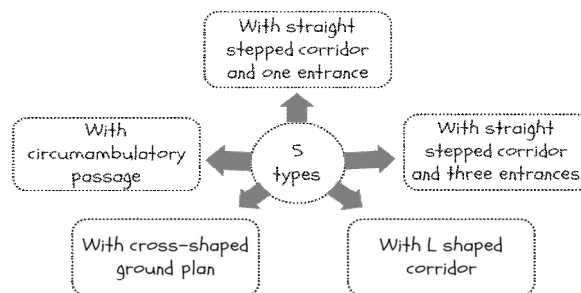 With straight
stepped corridor
and one entrance
With
circumambulatory
passage
5
types
With straight
stepped corridor
and three entrances
With cross-shaped
ground plan
With L shaped
corridor